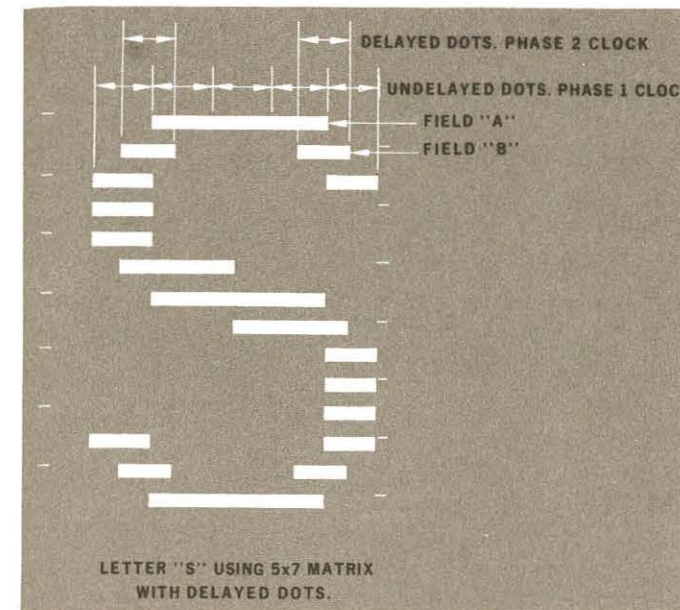 DELAYED DOTS. PHASE 2 CLOCK
UNDELAYED DOTS. PHASE 1 CLOC
FIELD "A"
FIELD "B"
LETTER "S" USING 5x7 MATRIX
WITH DELAYED DOTS.